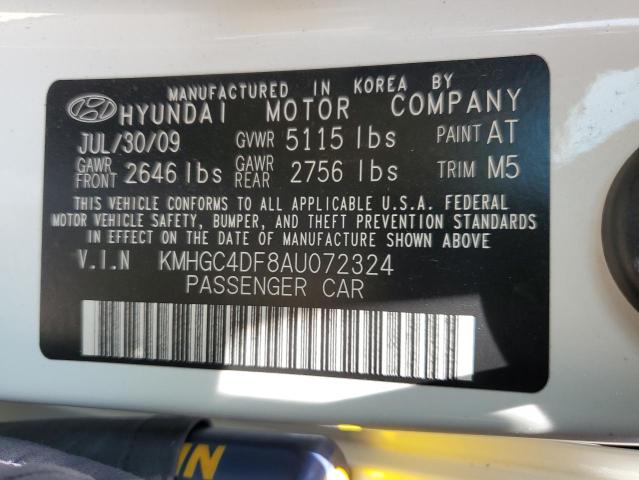 MANUFACTURED IN KOREA BY
HYUNDAI MOTOR COMPANY
JUL/30/09 GVWR 5115 lbs PAINT AT
GAWR FRONT 2646 lbs GAWR REAR 2756 lbs TRIM M5
THIS VEHICLE CONFORMS TO ALL APPLICABLE U.S.A. FEDERAL
MOTOR VEHICLE SAFETY, BUMPER, AND THEFT PREVENTION STANDARDS
IN EFFECT ON THE DATE OF MANUFACTURE SHOWN ABOVE
V.I.N KMHGC4DF8AU072324
PASSENGER CAR